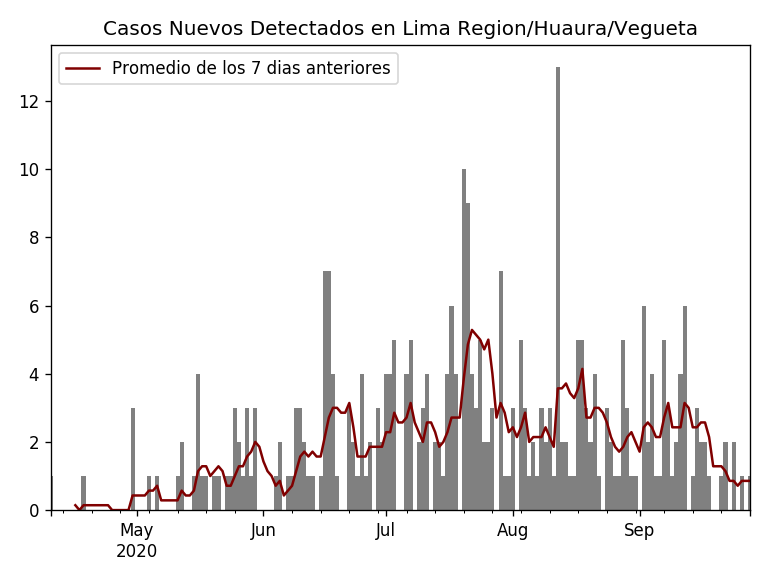 Casos Nuevos Detectados en Lima Region/Huaura/Vegueta
Promedio de los 7 dias anteriores
12
10
8
6
4
2
0
May Jun Jul Aug Sep
2020